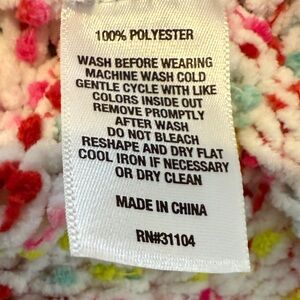 100% POLYESTER
WASH BEFORE WEARING
MACHINE WASH COLD
GENTLE CYCLE WITH LIKE
COLORS INSIDE OUT
REMOVE PROMPTLY
AFTER WASH
DO NOT BLEACH
RESHAPE AND DRY FLAT
COOL IRON IF NECESSARY
OR DRY CLEAN
MADE IN CHINA
RN#31104